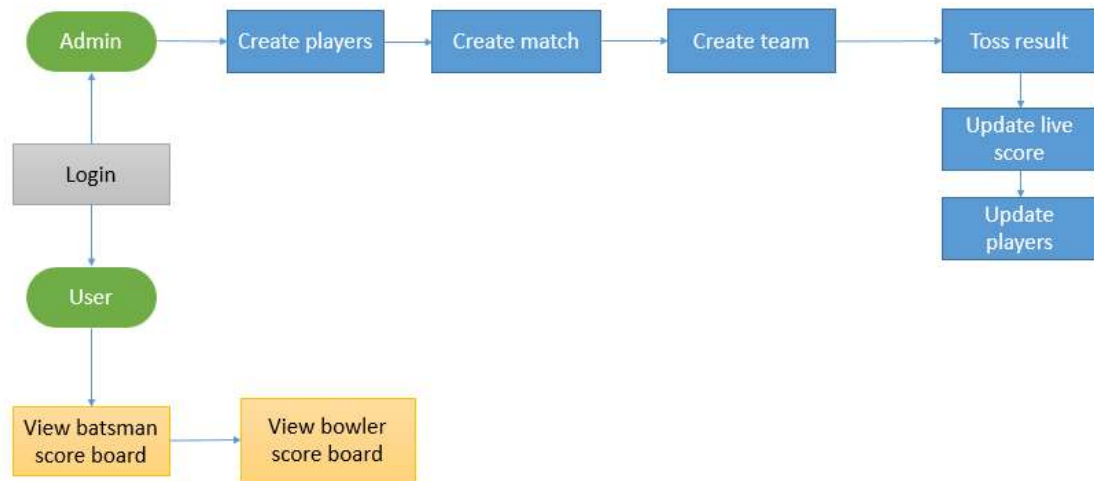 Admin
Create players
Create match
Create team
Toss result
Update live
score
Login
Update
players
User
View batsman
score board
View bowler
score board